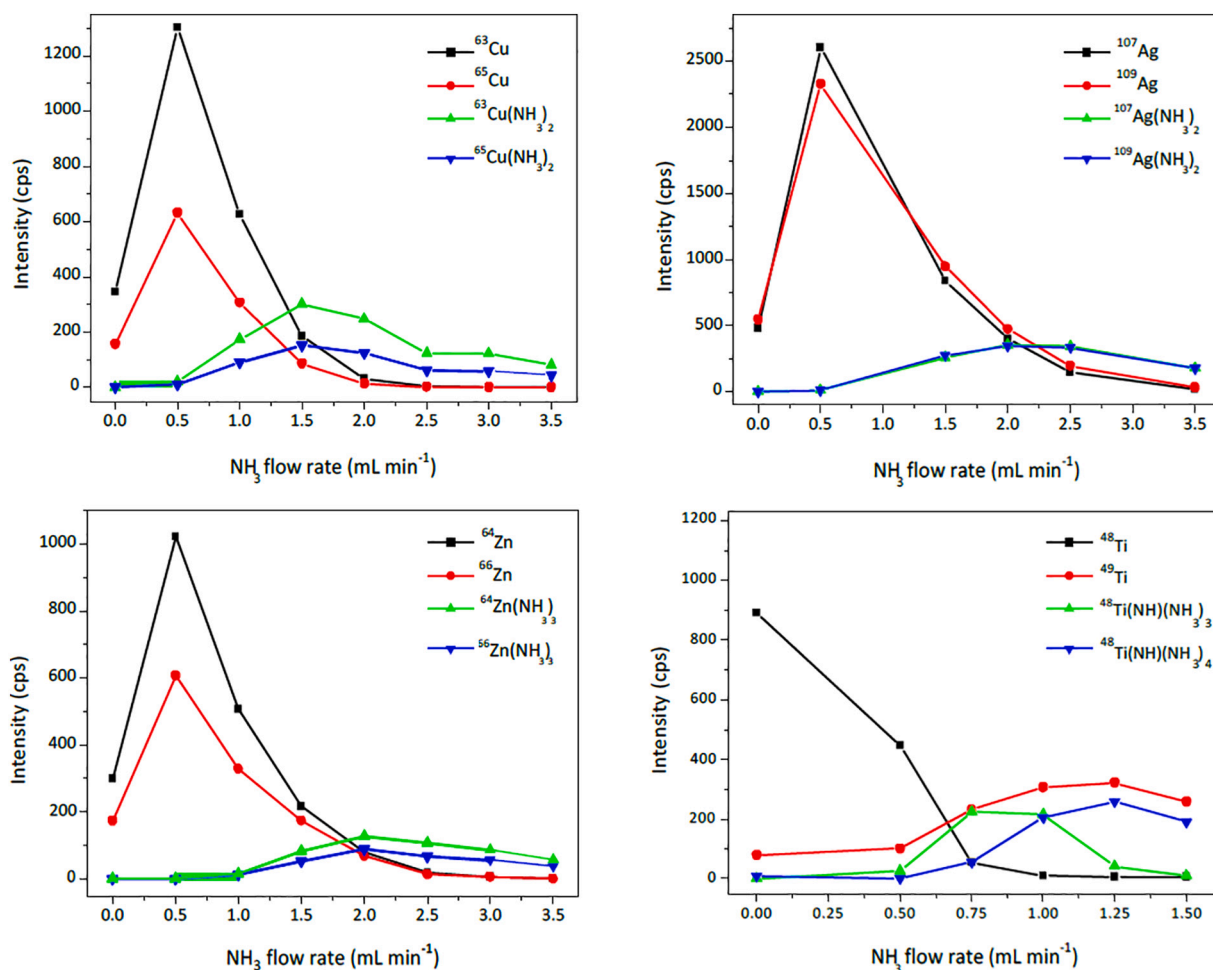 Intensity (cps)
1200
1000
800
600
400
200
0
⁶³Cu
⁶⁵Cu
⁶³Cu(NH₃)₂
⁶⁵Cu(NH₃)₂
0.0 0.5 1.0 1.5 2.0 2.5 3.0 3.5
NH₃ flow rate (mL min⁻¹)
Intensity (cps)
2500
2000
1500
1000
500
0
¹⁰⁷Ag
¹⁰⁹Ag
¹⁰⁷Ag(NH₃)₂
¹⁰⁹Ag(NH₃)₂
0.0 0.5 1.0 1.5 2.0 2.5 3.0 3.5
NH₃ flow rate (mL min⁻¹)
Intensity (cps)
1000
800
600
400
200
0
⁶⁴Zn
⁶⁶Zn
⁶⁴Zn(NH₃)₃
⁵⁶Zn(NH₃)₃
0.0 0.5 1.0 1.5 2.0 2.5 3.0 3.5
NH₃ flow rate (mL min⁻¹)
Intensity (cps)
1200
1000
800
600
400
200
0
⁴⁸Ti
⁴⁹Ti
⁴⁸Ti(NH)(NH₃)₃
⁴⁸Ti(NH)(NH₃)₄
0.00 0.25 0.50 0.75 1.00 1.25 1.50
NH₃ flow rate (mL min⁻¹)